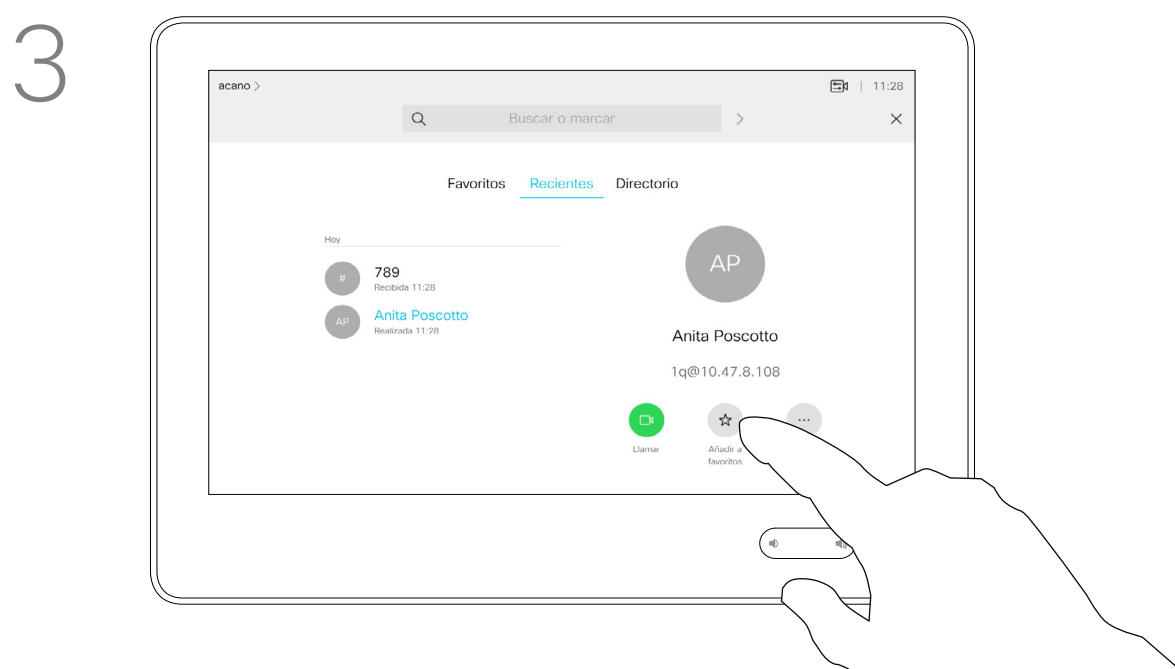 3
acano >
11:28
Buscar o marcar >
Favoritos Recientes Directorio
Hoy
# 789
Recibida 11:28
AP Anita Poscotto
Realizada 11:28
AP
Anita Poscotto
1q@10.47.8.108
Llamar
Añadir a
favoritos